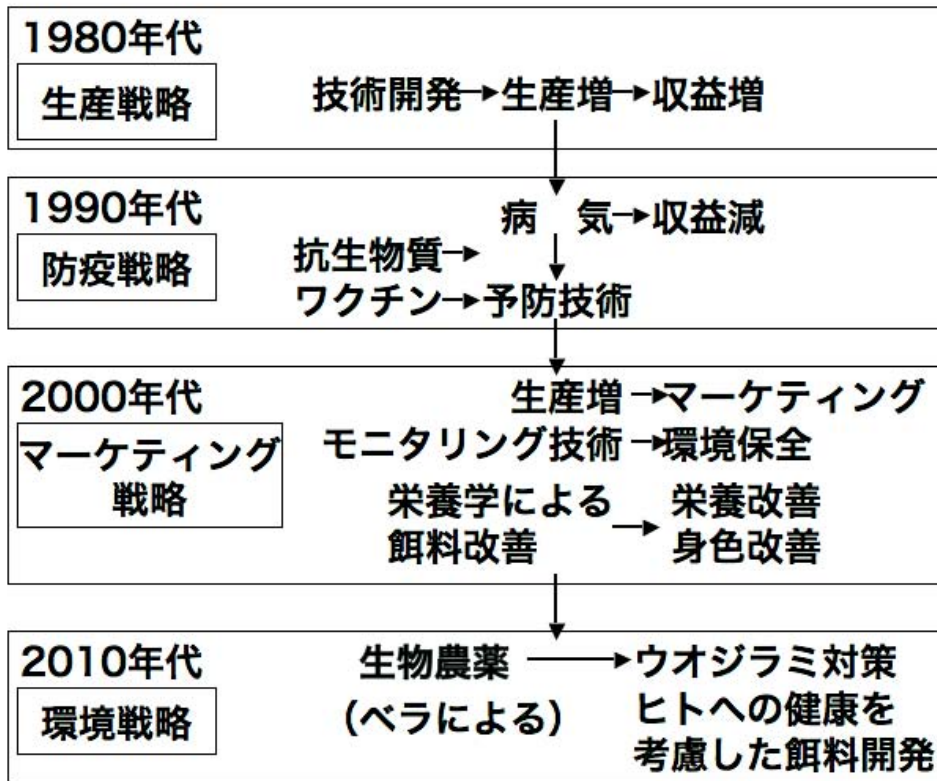 1980年代
生産戦略
技術開発→生産増→収益増
1990年代
防疫戦略
病　気→収益減
抗生物質→
ワクチン→予防技術
2000年代
マーケティング
戦略
生産増→マーケティング
モニタリング技術→環境保全
栄養学による
餌料改善
→
栄養改善
身色改善
2010年代
環境戦略
生物農薬→ウオジラミ対策
（ベラによる）
ヒトへの健康を
考慮した餌料開発